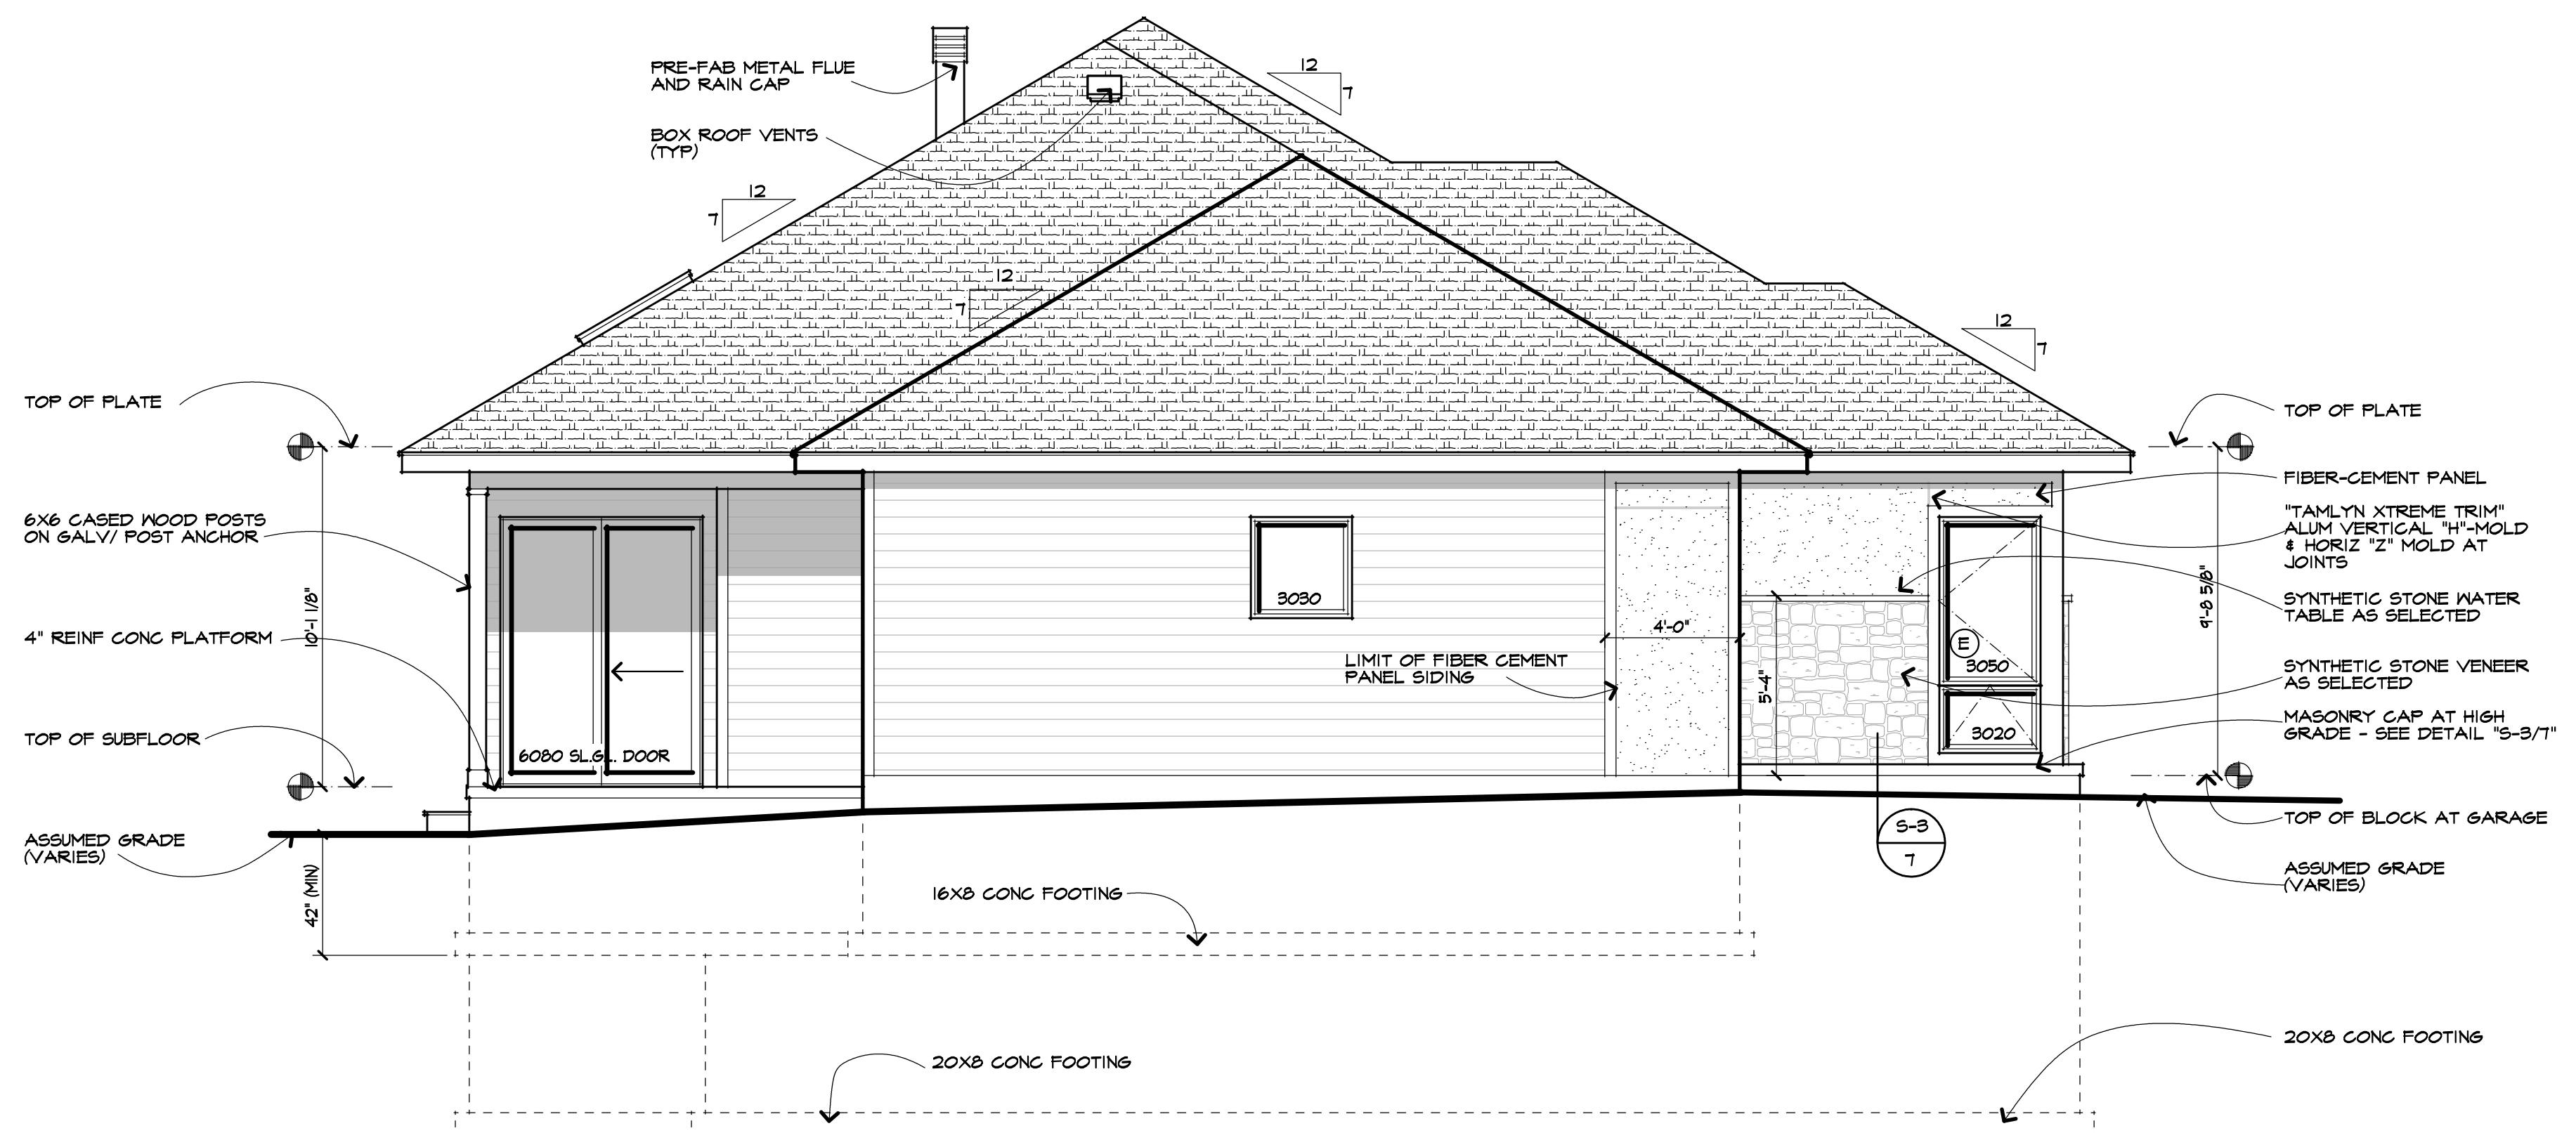 PRE-FAB METAL FLUE
AND RAIN CAP
12
7
BOX ROOF VENTS
(TYP)
12
7
12
7
12
7
TOP OF PLATE
TOP OF PLATE
FIBER-CEMENT PANEL
"TAMLYN XTREME TRIM"
ALUM VERTICAL "H"-MOLD
& HORIZ "Z" MOLD AT
JOINTS
6X6 CASED WOOD POSTS
ON GALV/ POST ANCHOR
10'-1 1/8"
9'-8 5/8"
3030
SYNTHETIC STONE WATER
TABLE AS SELECTED
4" REINF CONC PLATFORM
4'-0"
E
3050
LIMIT OF FIBER CEMENT
PANEL SIDING
5'-4"
SYNTHETIC STONE VENEER
AS SELECTED
TOP OF SUBFLOOR
6080 SL.GL. DOOR
3020
MASONRY CAP AT HIGH
GRADE - SEE DETAIL "S-3/7"
ASSUMED GRADE
(VARIES)
S-3
7
TOP OF BLOCK AT GARAGE
ASSUMED GRADE
(VARIES)
42" (MIN)
16X8 CONC FOOTING
20X8 CONC FOOTING
20X8 CONC FOOTING